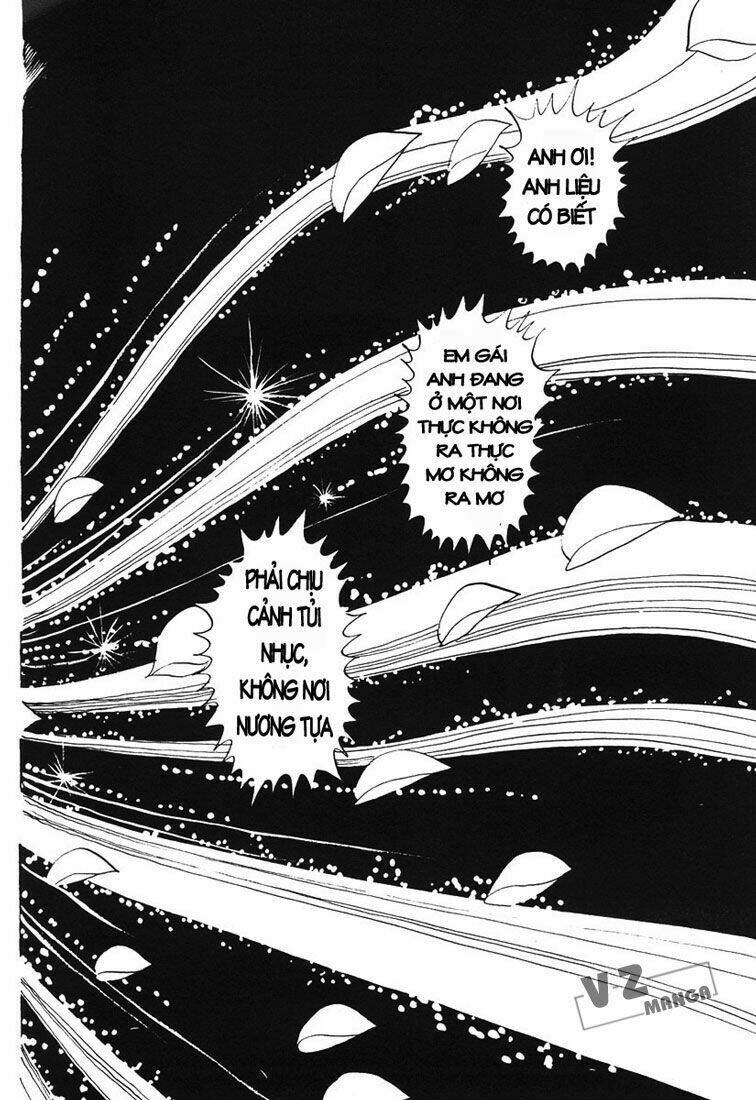 ANH ƠI!
ANH LIỆU
CÓ BIẾT
EM GÁI
ANH ĐANG
Ở MỘT NƠI
THỰC KHÔNG
RA THỰC
MƠ KHÔNG
RA MƠ
PHẢI CHỊU
CẢNH TỦI
NHỤC,
KHÔNG NƠI
NƯƠNG TỰA
VZ
MANGA